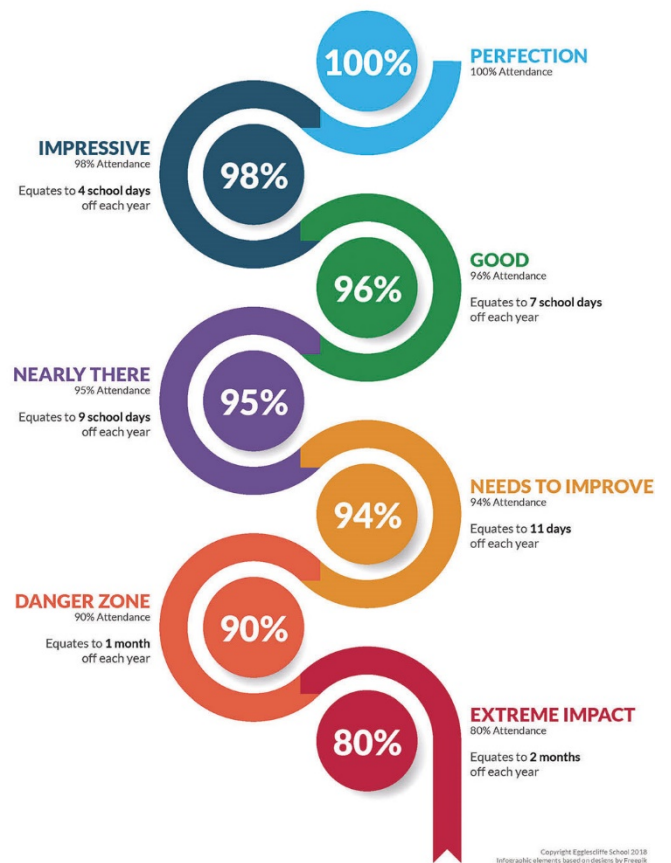 100%
PERFECTION
100% Attendance
IMPRESSIVE
98% Attendance
Equates to 4 school days
off each year
98%
96%
GOOD
96% Attendance
Equates to 7 school days
off each year
NEARLY THERE
95% Attendance
Equates to 9 school days
off each year
95%
94%
NEEDS TO IMPROVE
94% Attendance
Equates to 11 days
off each year
DANGER ZONE
90% Attendance
Equates to 1 month
off each year
90%
80%
EXTREME IMPACT
80% Attendance
Equates to 2 months
off each year
Copyright Egglescliffe School 2018
Infographic elements based on designs by Freepik